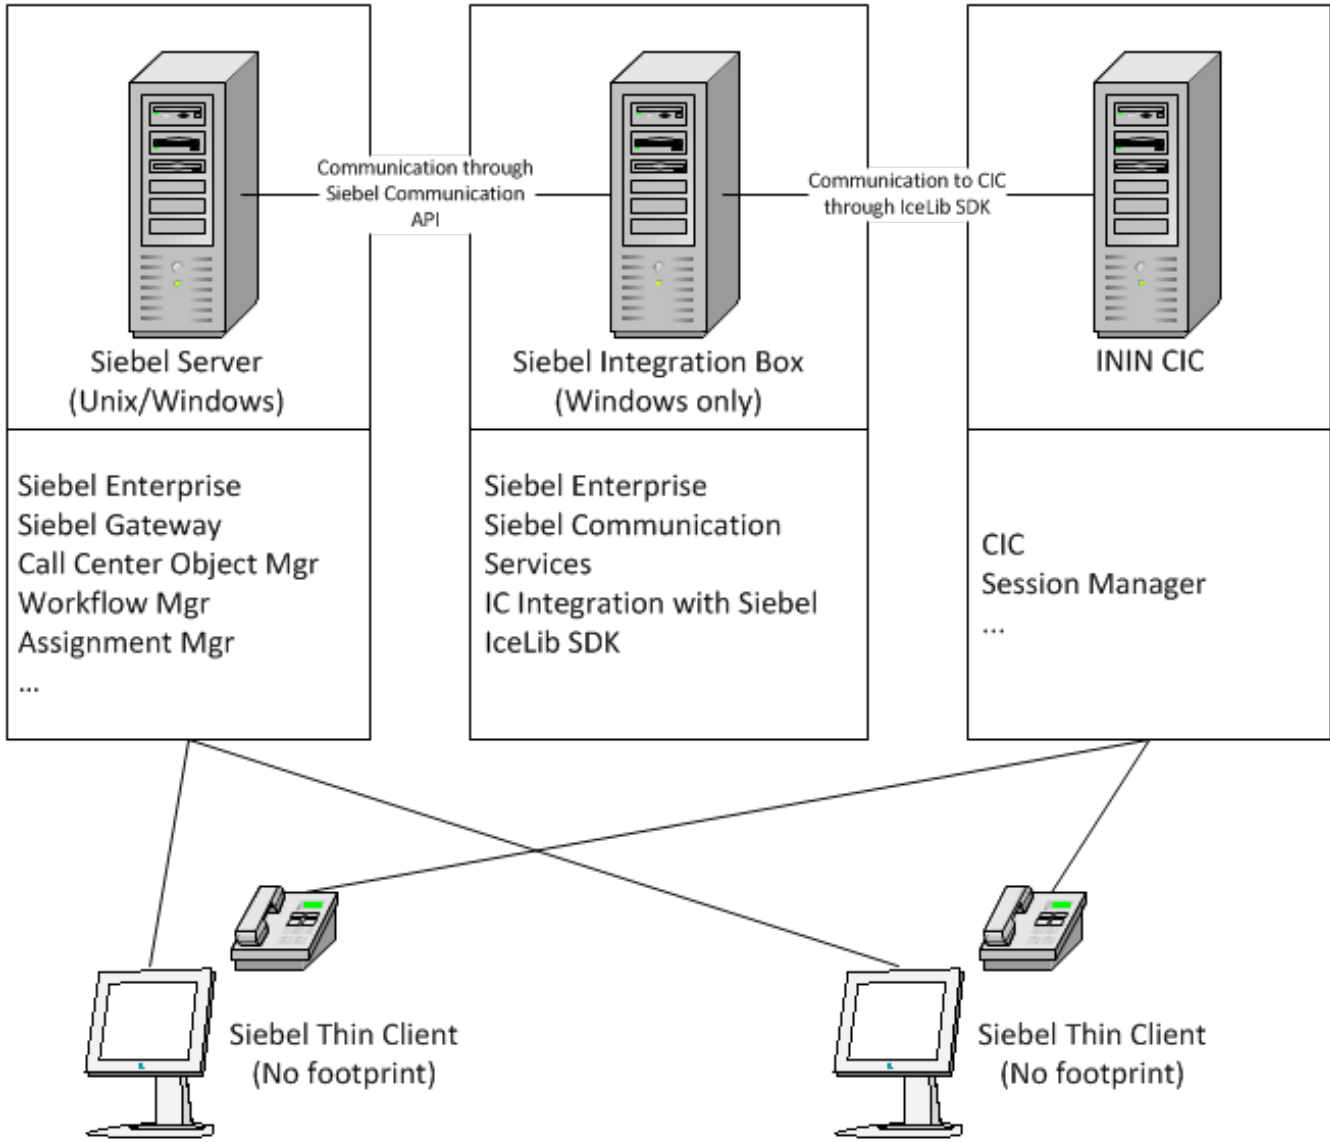 Communication through
Siebel Communication
API
Communication to CIC
through IceLib SDK
Siebel Server
(Unix/Windows)
Siebel Integration Box
(Windows only)
ININ CIC
Siebel Enterprise
Siebel Gateway
Call Center Object Mgr
Workflow Mgr
Assignment Mgr
...
Siebel Enterprise
Siebel Communication
Services
IC Integration with Siebel
IceLib SDK
CIC
Session Manager
...
Siebel Thin Client
(No footprint)
Siebel Thin Client
(No footprint)